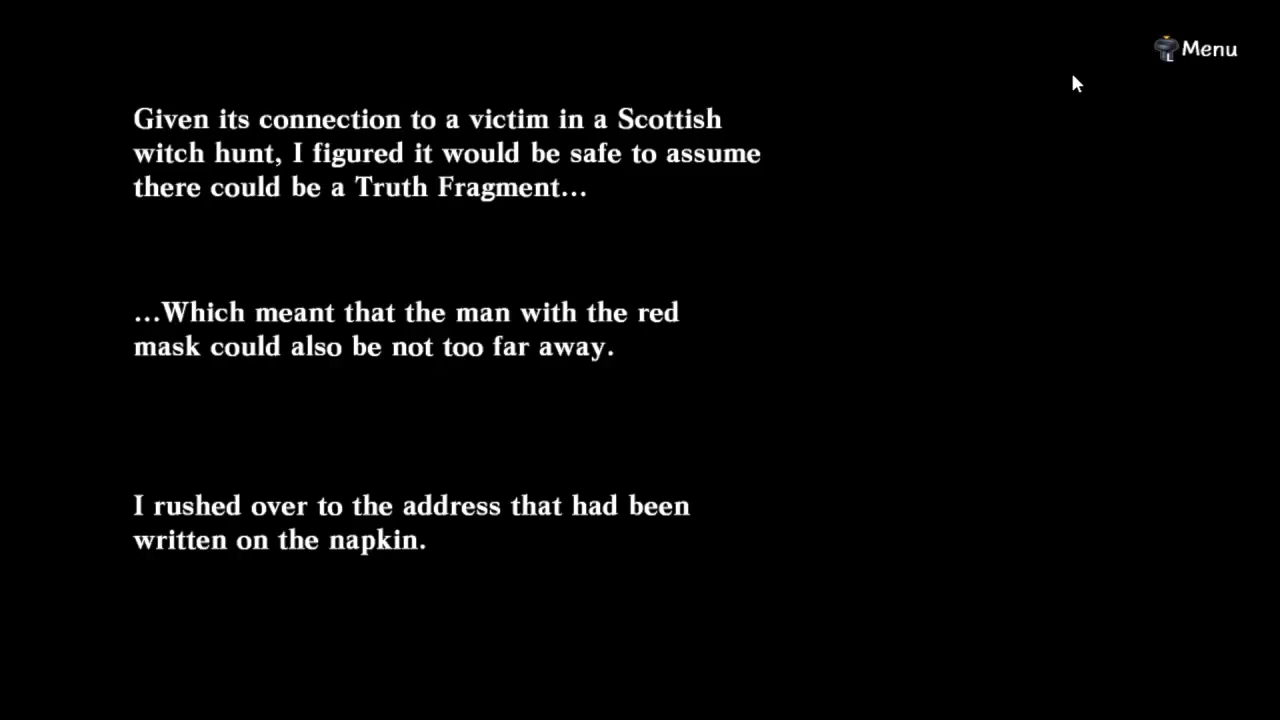 Menu
Given its connection to a victim in a Scottish
witch hunt, I figured it would be safe to assume
there could be a Truth Fragment...
...Which meant that the man with the red
mask could also be not too far away.
I rushed over to the address that had been
written on the napkin.